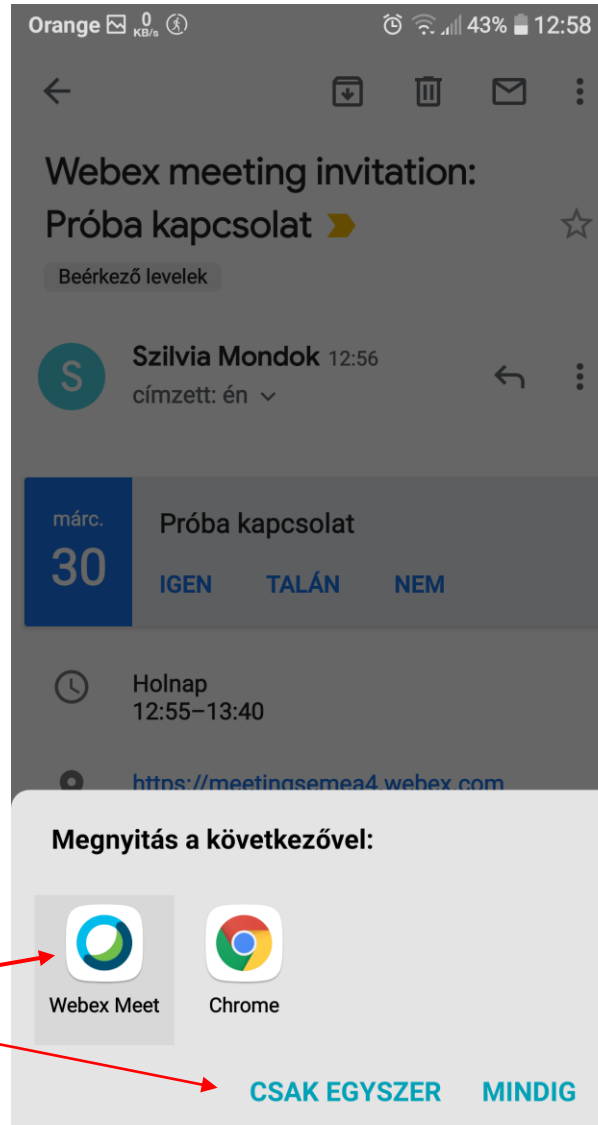 Orange 0 KB/s 43% 12:58
Webex meeting invitation:
Próba kapcsolat
Beérkező levelek
S
Szilvia Mondok 12:56
címzett: én
márc.
30
Próba kapcsolat
IGEN TALÁN NEM
Holnap
12:55–13:40
https://meetingsemea4.webex.com
Megnyitás a következővel:
Webex Meet Chrome
CSAK EGYSZER MINDIG